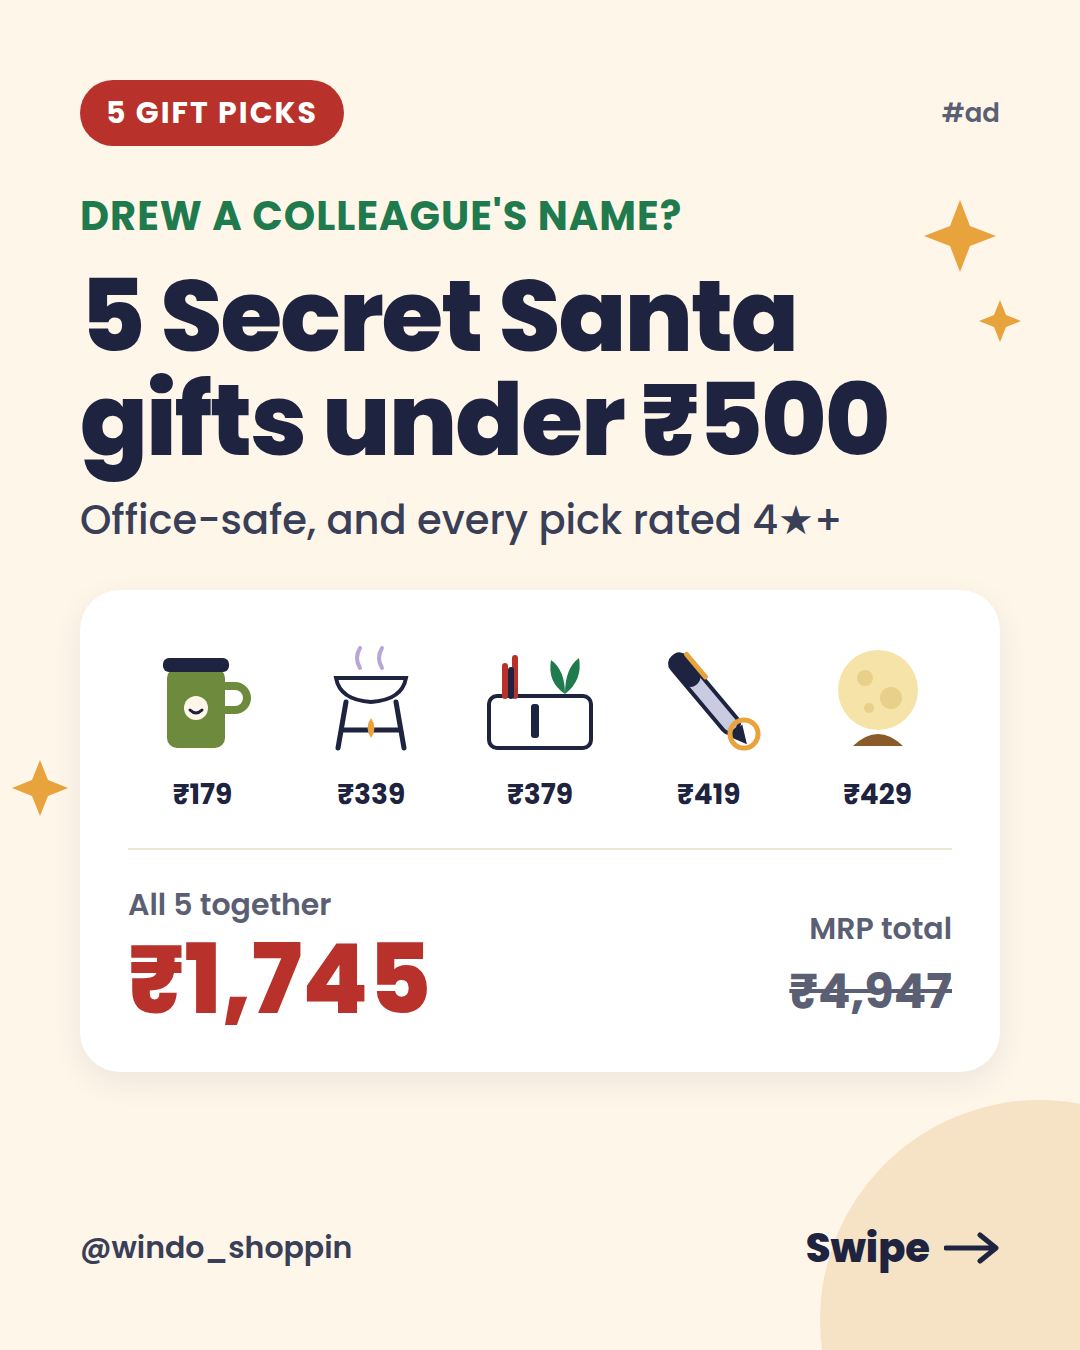 5 GIFT PICKS
#ad
DREW A COLLEAGUE'S NAME?
5 Secret Santa
gifts under ₹500
Office-safe, and every pick rated 4★+
₹179
₹339
₹379
₹419
₹429
All 5 together
₹1,745
MRP total
₹4,947
@windo_shoppin
Swipe →